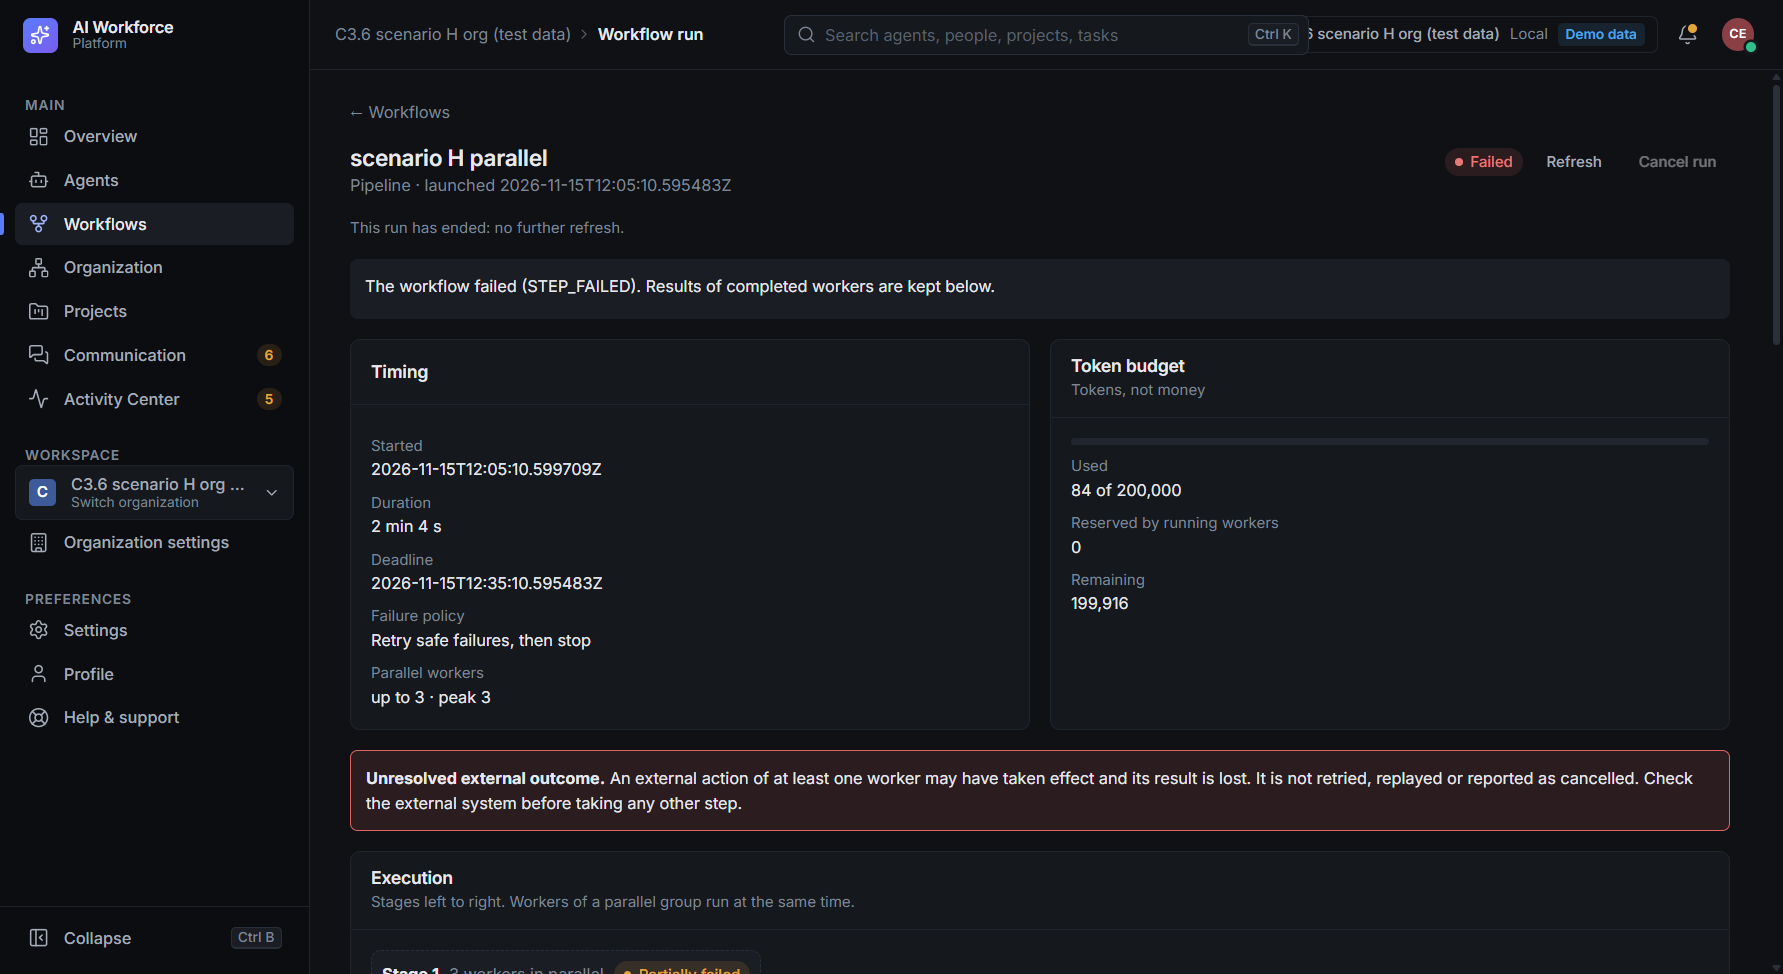 AI Workforce
Platform
C3.6 scenario H org (test data) > Workflow run
Search agents, people, projects, tasks
Ctrl K
scenario H org (test data) Local Demo data
CE
MAIN
Overview
Agents
Workflows
Organization
Projects
Communication 6
Activity Center 5
WORKSPACE
C
C3.6 scenario H org ...
Switch organization
Organization settings
PREFERENCES
Settings
Profile
Help & support
Collapse Ctrl B
← Workflows
scenario H parallel
Pipeline · launched 2026-11-15T12:05:10.595483Z
Failed Refresh Cancel run
This run has ended: no further refresh.
The workflow failed (STEP_FAILED). Results of completed workers are kept below.
Timing
Started
2026-11-15T12:05:10.599709Z
Duration
2 min 4 s
Deadline
2026-11-15T12:35:10.595483Z
Failure policy
Retry safe failures, then stop
Parallel workers
up to 3 · peak 3
Token budget
Tokens, not money
Used
84 of 200,000
Reserved by running workers
0
Remaining
199,916
Unresolved external outcome. An external action of at least one worker may have taken effect and its result is lost. It is not retried, replayed or reported as cancelled. Check
the external system before taking any other step.
Execution
Stages left to right. Workers of a parallel group run at the same time.
Stage 1 3 workers in parallel Partially failed